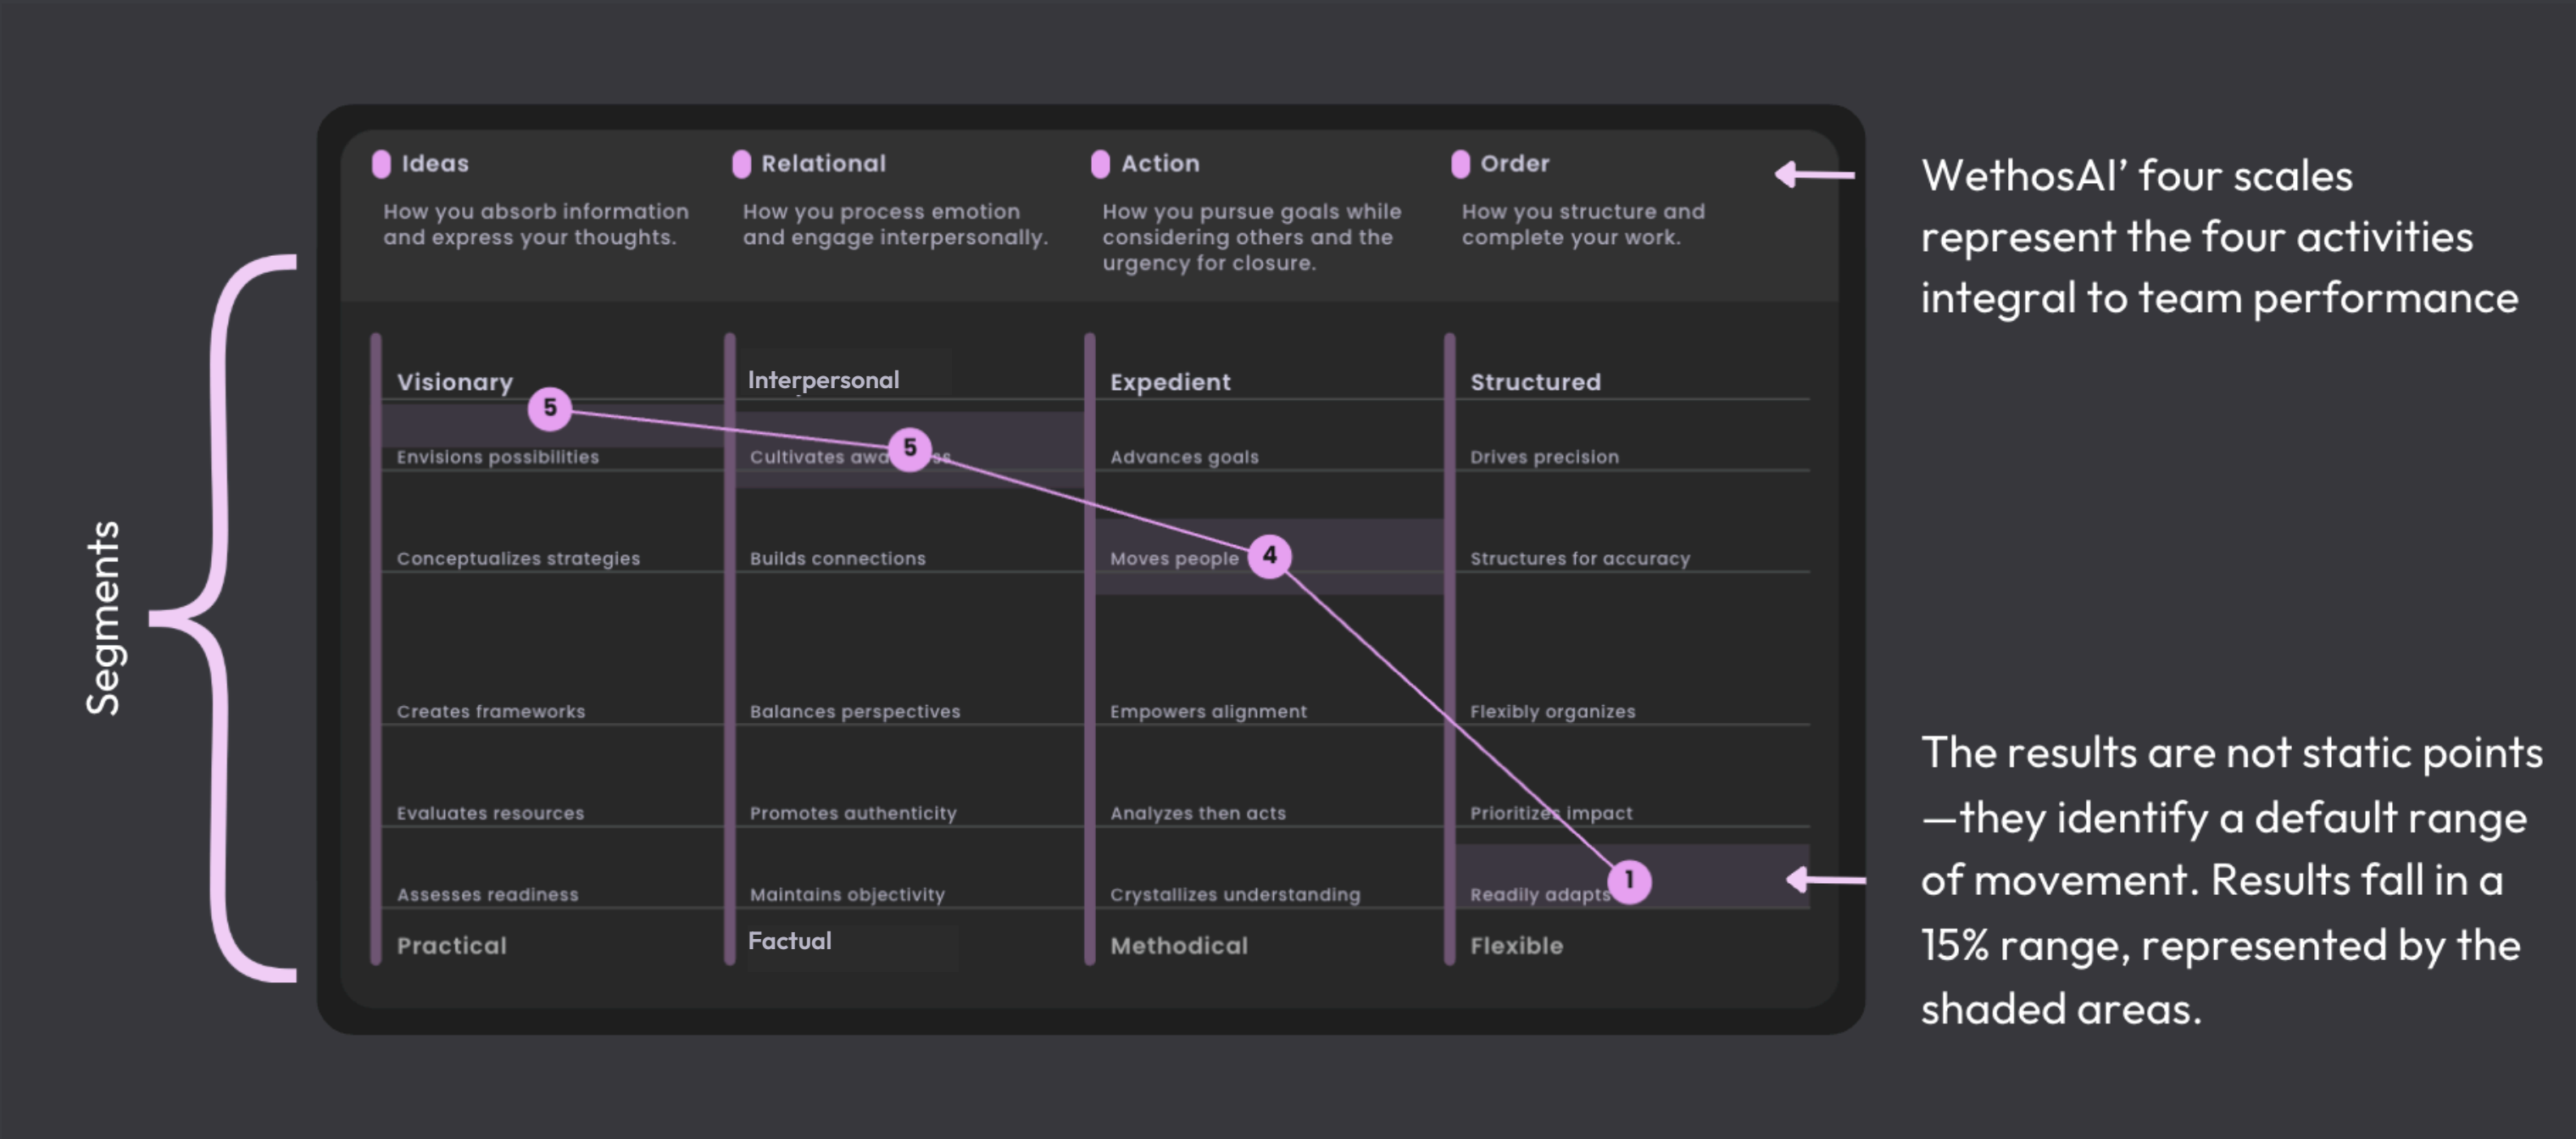 Ideas
How you absorb information
and express your thoughts.
Relational
How you process emotion
and engage interpersonally.
Action
How you pursue goals while
considering others and the
urgency for closure.
Order
How you structure and
complete your work.
WethosAI’ four scales
represent the four activities
integral to team performance
Segments
Visionary
Interpersonal
Expedient
Structured
5
5
Envisions possibilities
Cultivates
Advances goals
Drives precision
Conceptualizes strategies
Builds connections
Moves people
4
Structures for accuracy
Creates frameworks
Balances perspectives
Empowers alignment
Flexibly organizes
Evaluates resources
Promotes authenticity
Analyzes then acts
Prioritizes impact
Assesses readiness
Maintains objectivity
Crystallizes understanding
Readily adapts
1
Practical
Factual
Methodical
Flexible
The results are not static points
—they identify a default range
of movement. Results fall in a
15% range, represented by the
shaded areas.